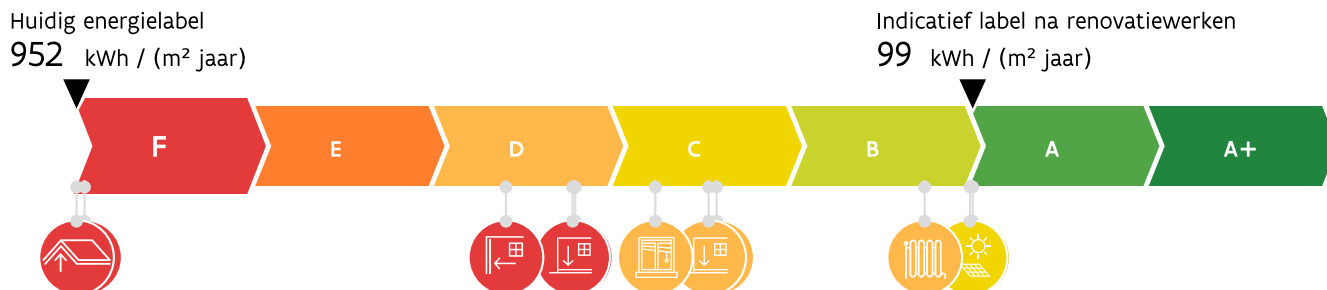 Huidig energielabel
952 kWh / (m² jaar)
Indicatief label na renovatiewerken
99 kWh / (m² jaar)
F E D C B A A+